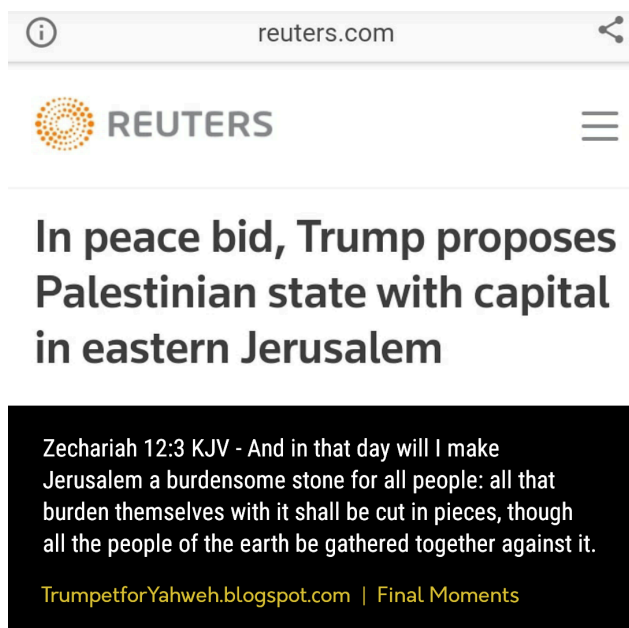 reuters.com
REUTERS
In peace bid, Trump proposes
Palestinian state with capital
in eastern Jerusalem
Zechariah 12:3 KJV - And in that day will I make
Jerusalem a burdensome stone for all people: all that
burden themselves with it shall be cut in pieces, though
all the people of the earth be gathered together against it.
TrumpetforYahweh.blogspot.com | Final Moments